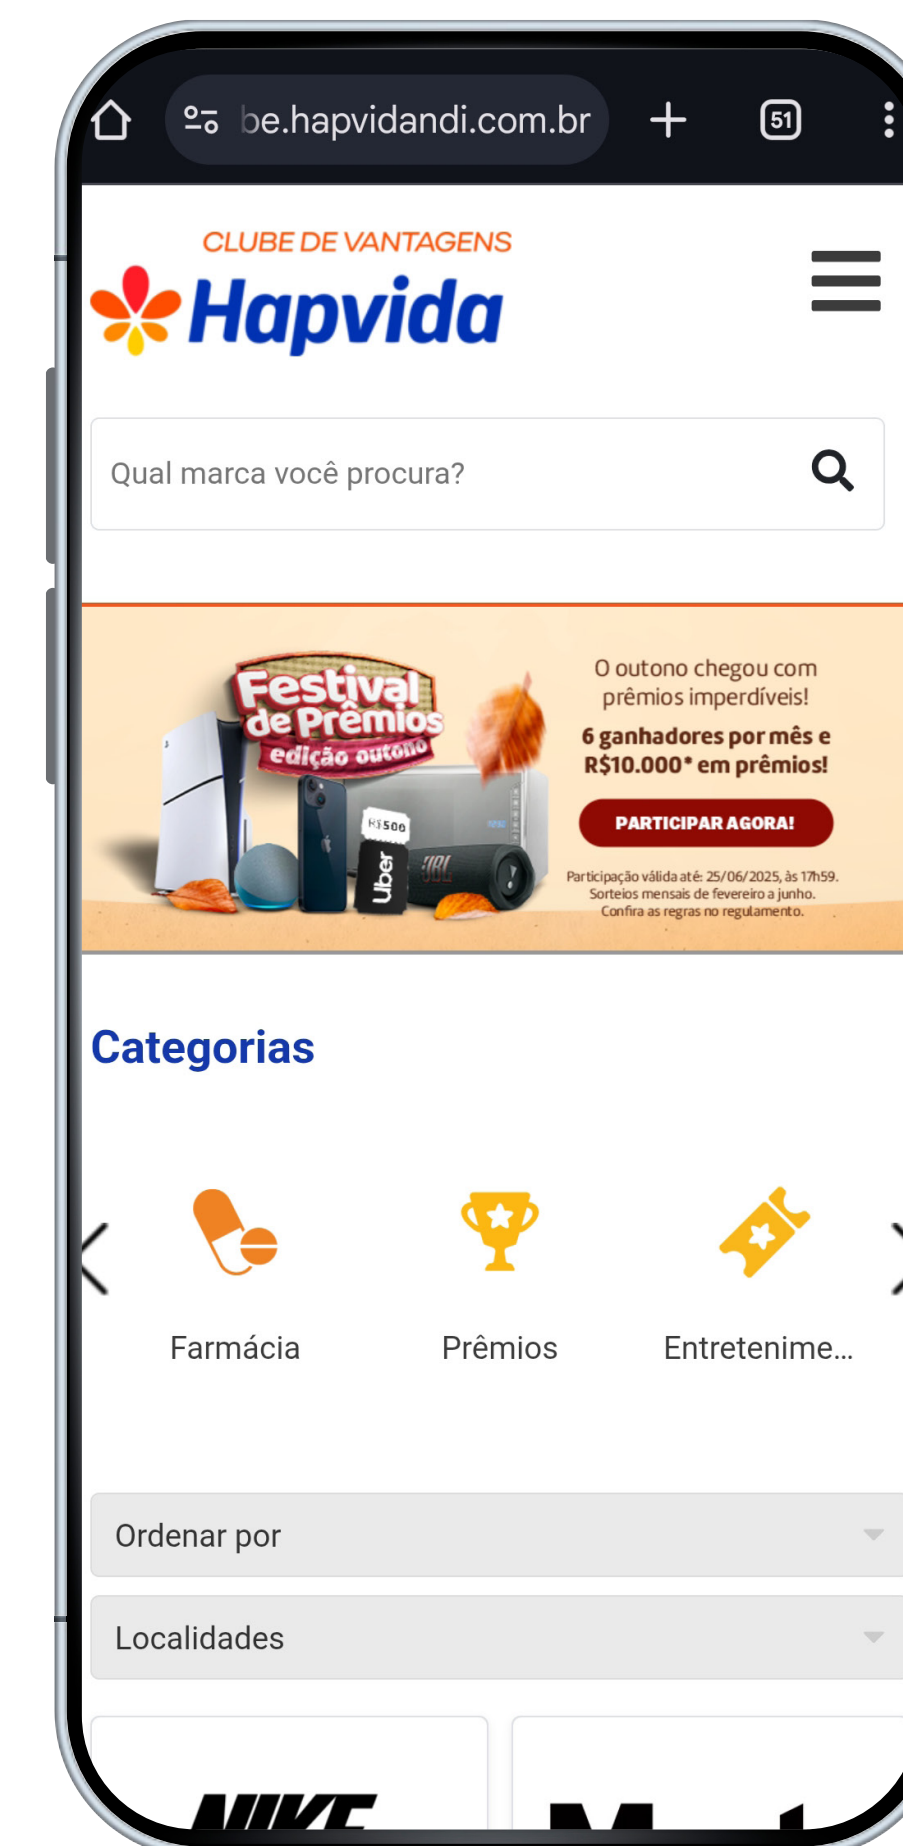 be.hapvidandi.com.br
51
CLUBE DE VANTAGENS
Hapvida
Qual marca você procura?
Festival
de Prêmios
edição outono
R$500
Uber
JBL
O outono chegou com
prêmios imperdíveis!
6 ganhadores por mês e
R$10.000* em prêmios!
PARTICIPAR AGORA!
Participação válida até: 25/06/2025, às 17h59.
Sorteios mensais de fevereiro a junho.
Confira as regras no regulamento.
Categorias
Farmácia
Prêmios
Entretenime...
Ordenar por
Localidades
NIKE